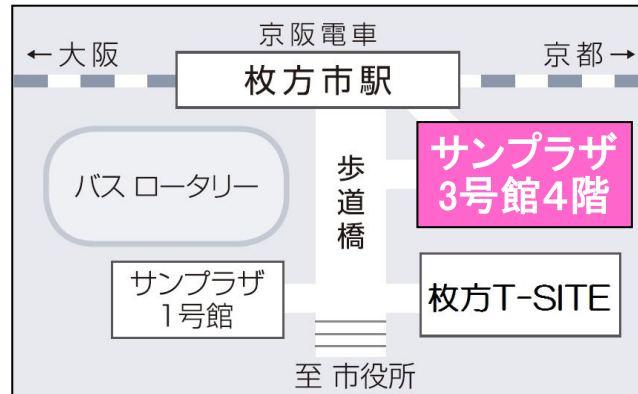 京阪電車
←大阪
京都→
枚方市駅
バス ロータリー
歩道橋
サンプラザ
3号館4階
サンプラザ
1号館
枚方T-SITE
至 市役所